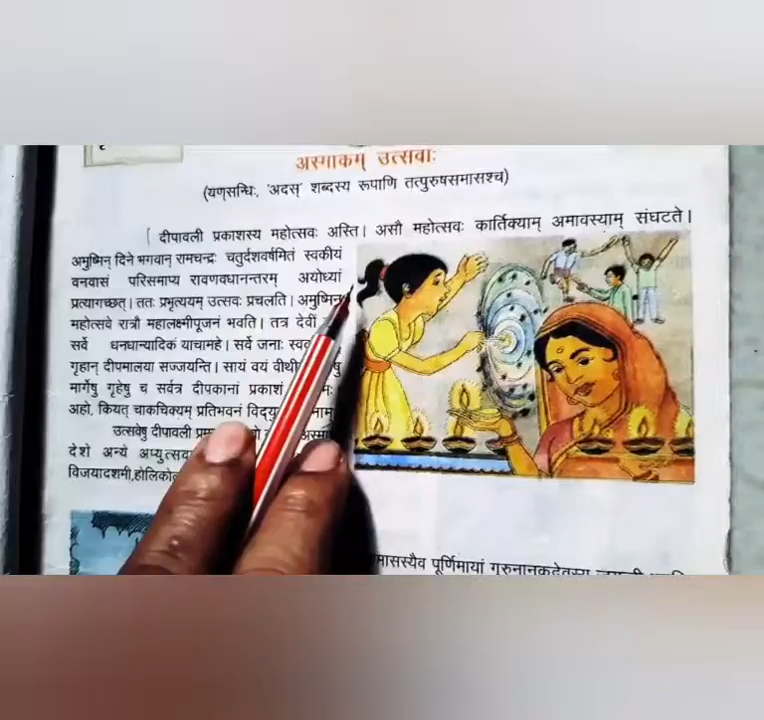 अस्माकम् उत्सवाः
(यण्सन्धिः, 'अदस्' शब्दस्य रूपाणि तत्पुरुषसमासश्च)
दीपावली प्रकाशस्य महोत्सवः अस्ति। असौ महोत्सवः कार्तिक्याम् अमावस्याम् संघटते।
अमुष्मिन् दिने भगवान् रामचन्द्रः चतुर्दशवर्षमितं स्वकीयं
वनवासं परिसमाप्य रावणवधानन्तरम् अयोध्यां
प्रत्यागच्छत्। ततः प्रभृत्ययम् उत्सवः प्रचलति। अमुष्मिन्
महोत्सवे रात्रौ महालक्ष्मीपूजनं भवति। तत्र देवीं
सर्वे धनधान्यादिकं याचामहे। सर्वे जनाः
गृहान् दीपमालया सज्जयन्ति। सायं वयं
मार्गेषु गृहेषु च सर्वत्र दीपकानां प्रकाशं
अहो, कियत् चाकचिक्यम् प्रतिभवनं
उत्सवेषु दीपावली
देशे अन्ये
विजयादशमी,
पूर्णिमायां गुरुनानकदेवस्य